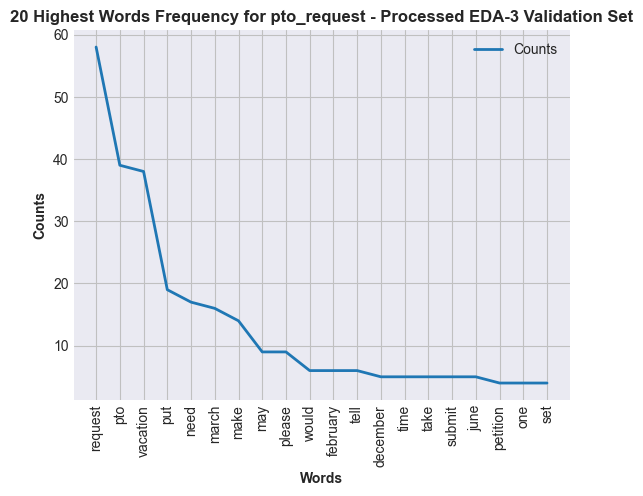 20 Highest Words Frequency for pto_request - Processed EDA-3 Validation Set
Counts
60
50
40
30
20
10
Counts
request
pto
vacation
put
need
march
make
may
please
would
february
tell
december
time
take
submit
june
petition
one
set
Words